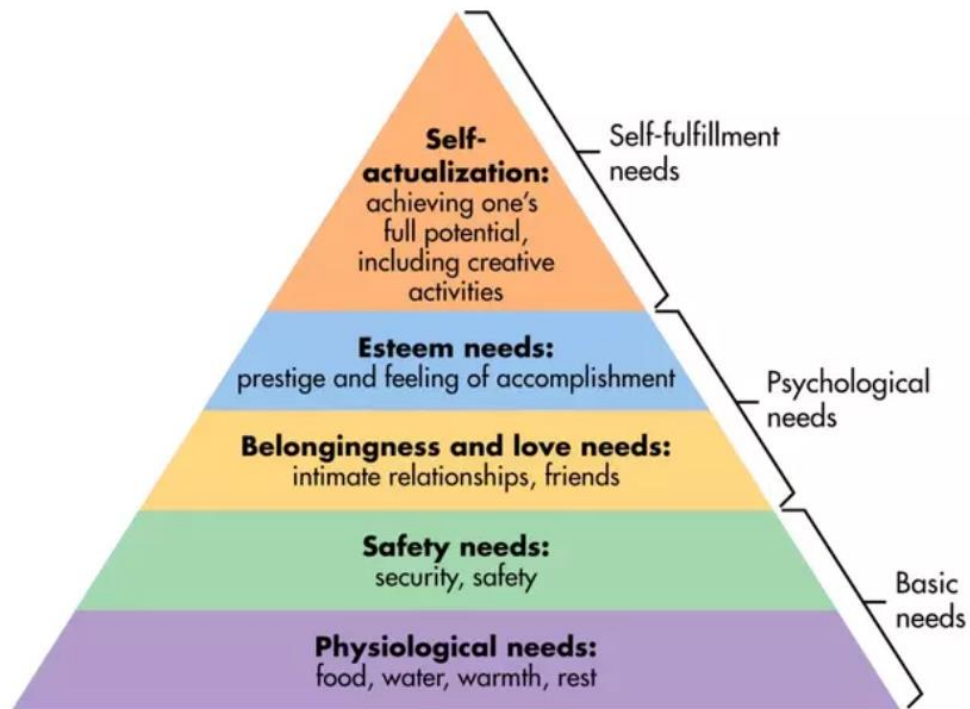 Self-
actualization:
achieving one's
full potential,
including creative
activities
Self-fulfillment
needs
Esteem needs:
prestige and feeling of accomplishment
Psychological
needs
Belongingness and love needs:
intimate relationships, friends
Safety needs:
security, safety
Basic
needs
Physiological needs:
food, water, warmth, rest